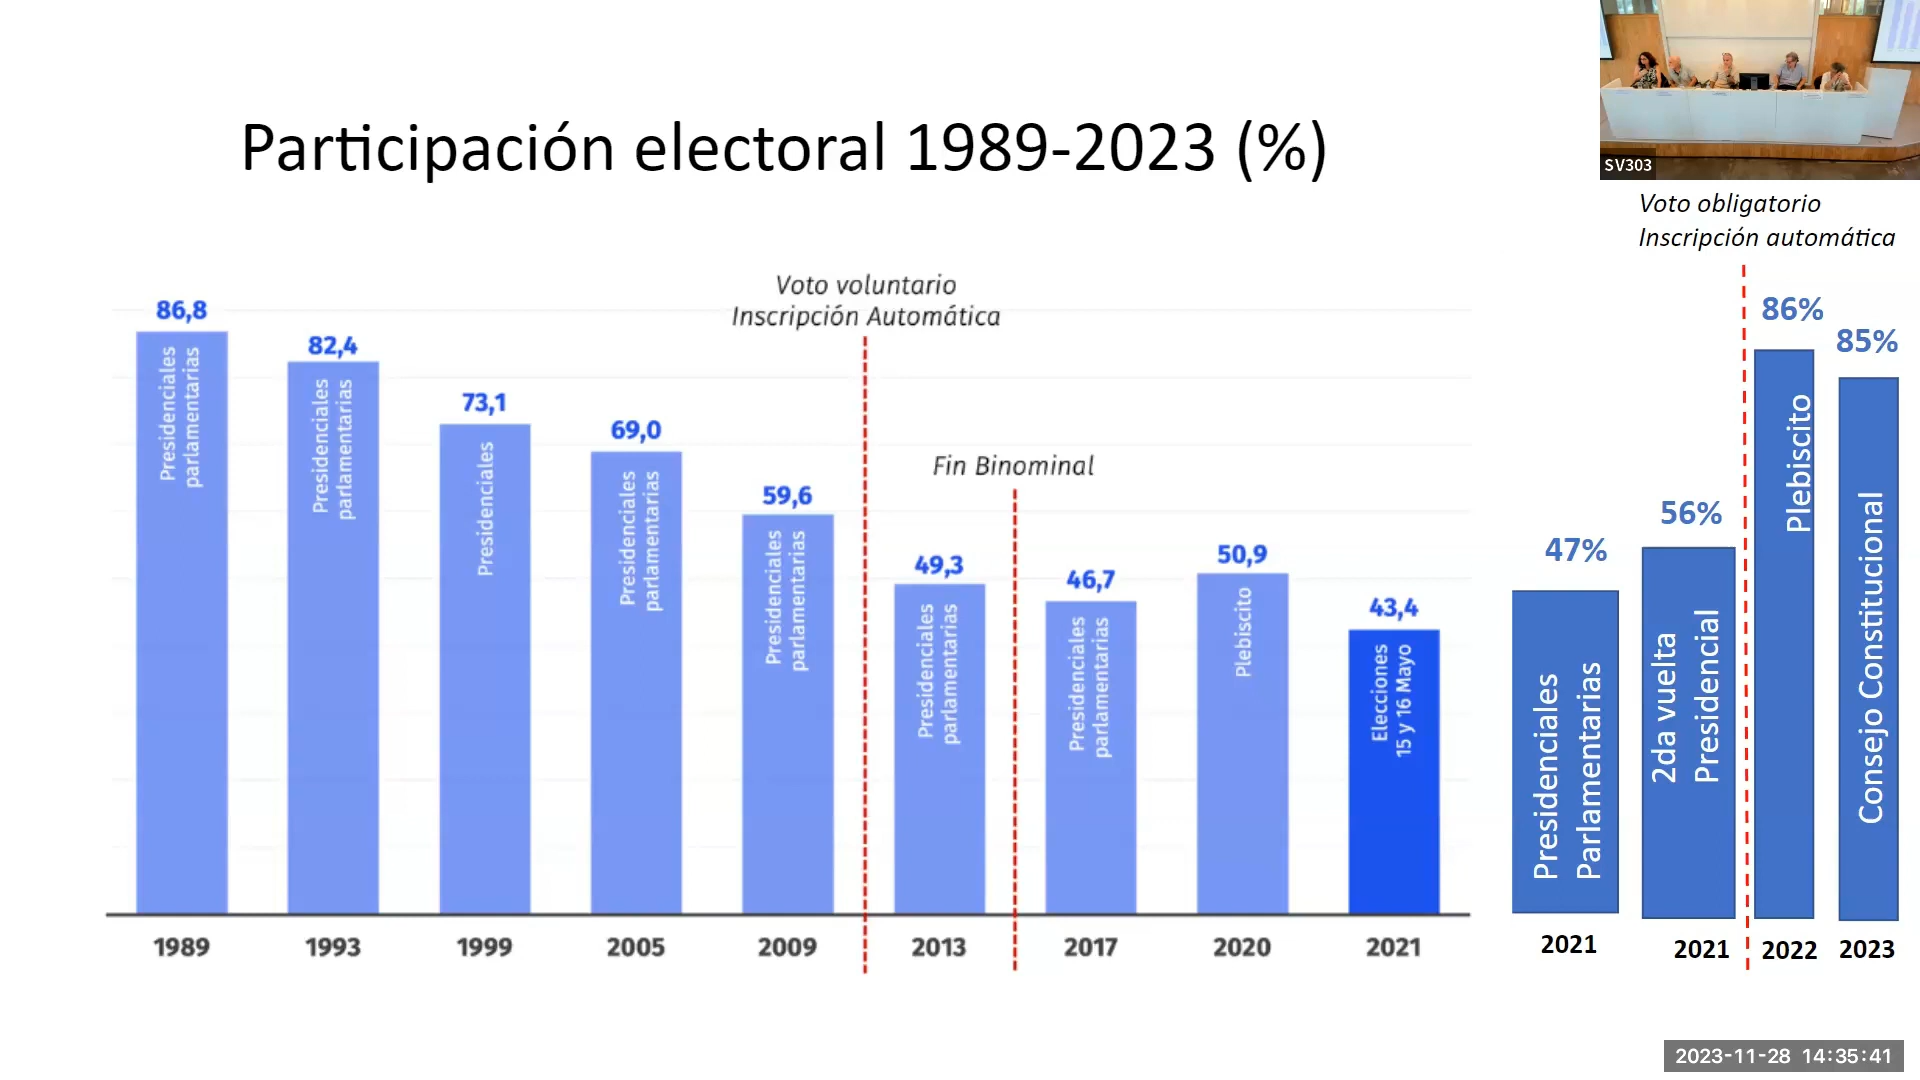 SV303
Participación electoral 1989-2023 (%)
Voto obligatorio
Inscripción automática
Voto voluntario
Inscripción Automática
Fin Binominal
86,8
Presidenciales
parlamentarias
82,4
Presidenciales
parlamentarias
73,1
Presidenciales
69,0
Presidenciales
parlamentarias
59,6
Presidenciales
parlamentarias
49,3
Presidenciales
parlamentarias
46,7
Presidenciales
parlamentarias
50,9
Plebiscito
43,4
Elecciones
15 y 16 Mayo
47%
Presidenciales
Parlamentarias
56%
2da vuelta
Presidencial
86%
Plebiscito
85%
Consejo Constitucional
1989
1993
1999
2005
2009
2013
2017
2020
2021
2021
2021
2022
2023
2023-11-28 14:35:41